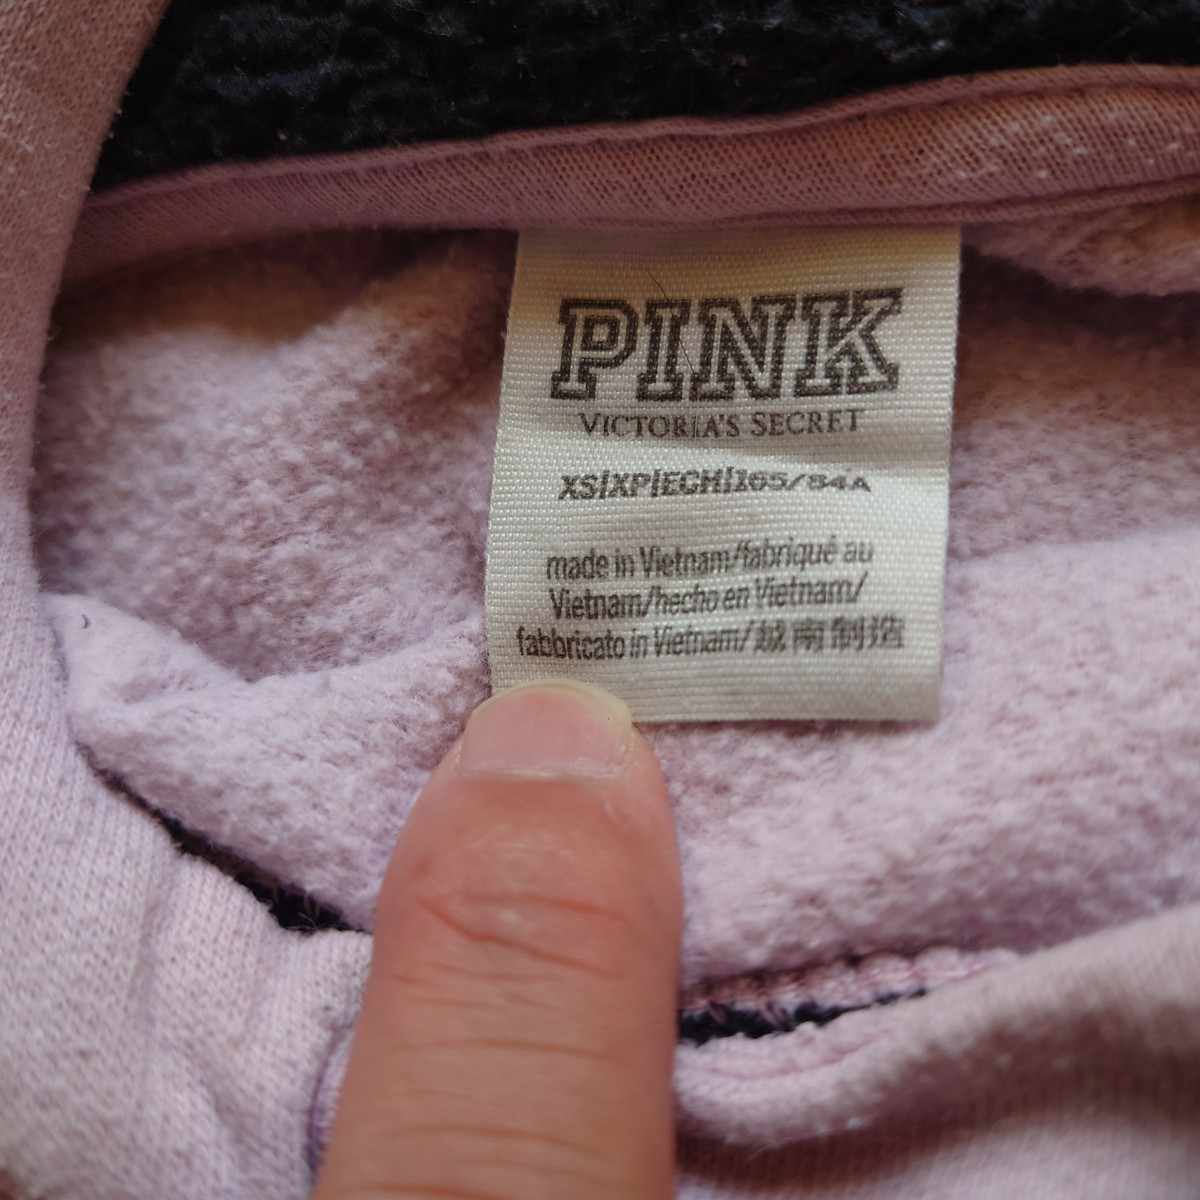 PINK
VICTORIA'S SECRET
XS|XP|ECH|165/84A
made in Vietnam/fabriqué au
Vietnam/hecho en Vietnam/
fabbricato in Vietnam/越南制造